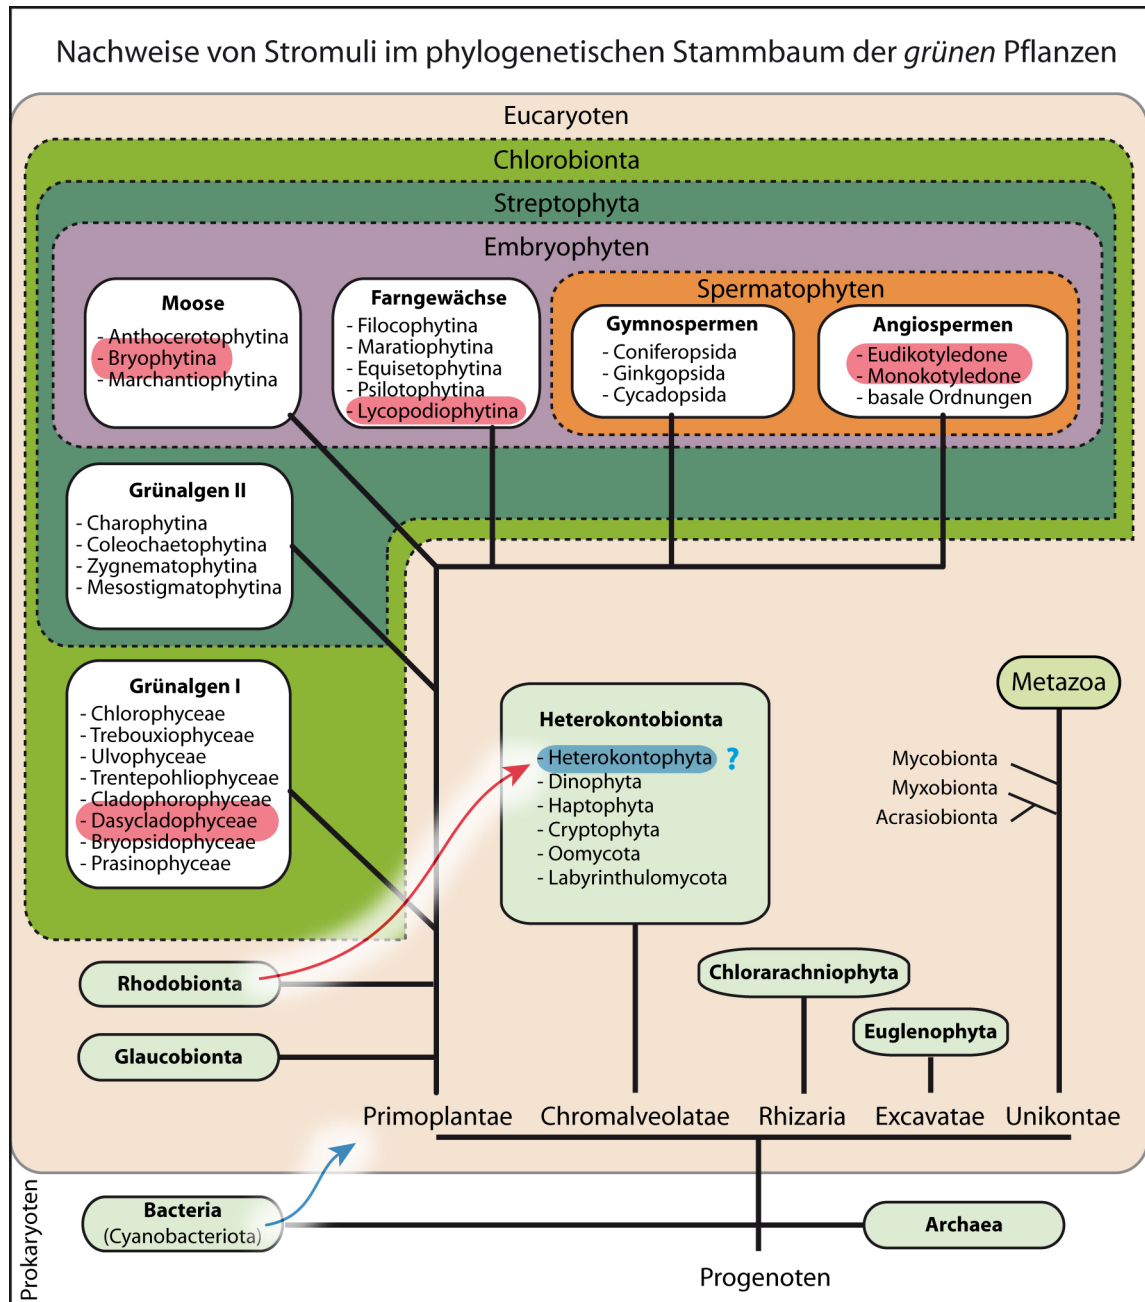 Nachweise von Stromuli im phylogenetischen Stammbaum der grünen Pflanzen
Eucaryoten
Chlorobionta
Streptophyta
Embryophyten
Spermatophyten
Moose
- Anthocerotophytina
- Bryophytina
- Marchantiophytina
Farngewächse
- Filocophytina
- Maratiophytina
- Equisetophytina
- Psilotophytina
- Lycopodiophytina
Gymnospermen
- Coniferopsida
- Ginkgopsida
- Cycadopsida
Angiospermen
- Eudikotyledone
- Monokotyledone
- basale Ordnungen
Grünalgen II
- Charophytina
- Coleochaetophytina
- Zygnematophytina
- Mesostigmatophytina
Grünalgen I
- Chlorophyceae
- Trebouxiophyceae
- Ulvophyceae
- Trentepohliophyceae
- Cladophorophyceae
- Dasycladophyceae
- Bryopsidophyceae
- Prasinophyceae
Heterokontobionta
- Heterokontophyta ?
- Dinophyta
- Haptophyta
- Cryptophyta
- Oomycota
- Labyrinthulomycota
Metazoa
Mycobionta
Myxobionta
Acrasiobionta
Rhodobionta
Glaucobionta
Chlorarachniophyta
Euglenophyta
Primoplantae
Chromalveolatae
Rhizaria
Excavatae
Unikontae
Prokaryoten
Bacteria
(Cyanobacteriota)
Archaea
Progenoten